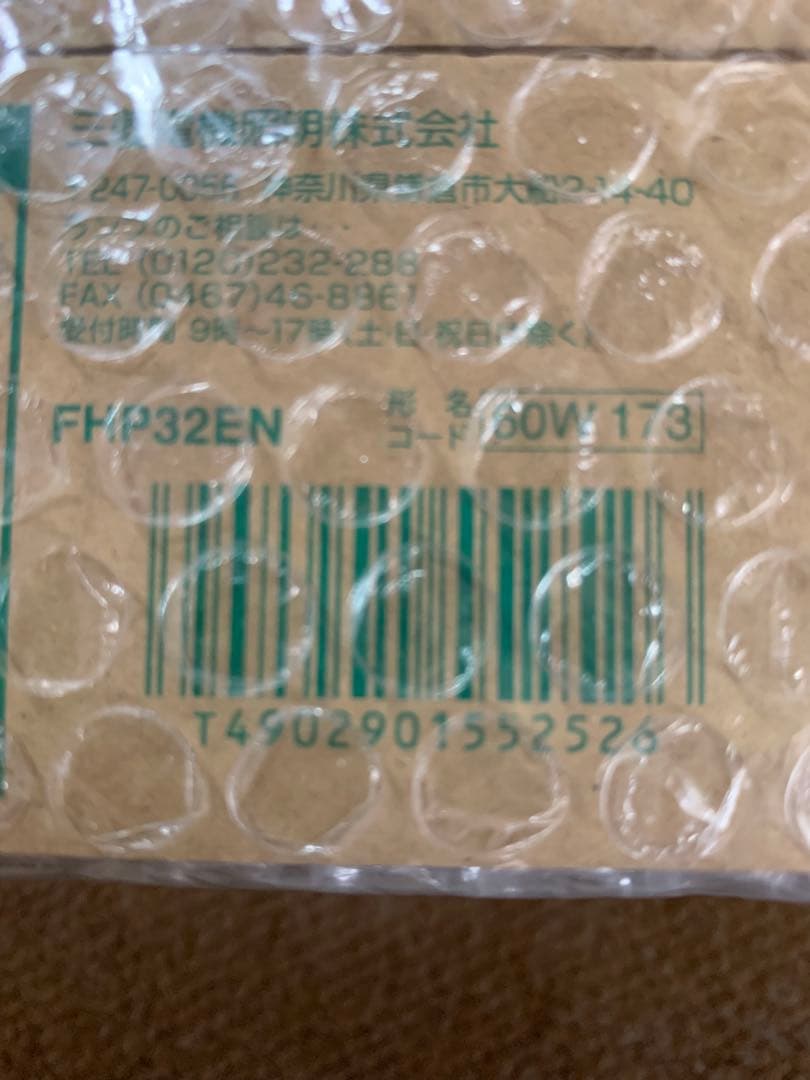 三菱電機照明株式会社
〒247-0056 神奈川県鎌倉市大船2-14-40
ランプのご相談は・・
TEL (0120)232-288
FAX (0467)46-8861
受付時間 9時~17時(土 日 祝日は除く)
FHP32EN
形 名
コード 60W 173
T4902901552526